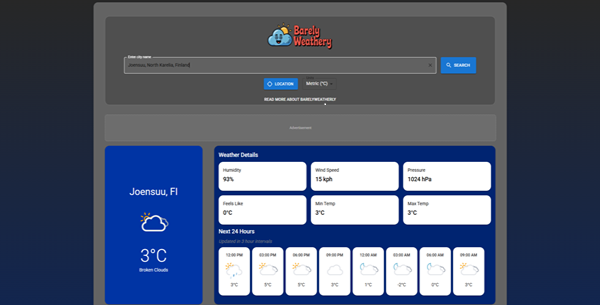 Barely
Weathery
Enter city name
Joensuu, North Karelia, Finland
SEARCH
LOCATION
Metric (°C)
READ MORE ABOUT BARELYWEATHERLY
Advertisement
Joensuu, FI
3°C
Broken Clouds
Weather Details
Humidity
93%
Wind Speed
15 kph
Pressure
1024 hPa
Feels Like
0°C
Min Temp
3°C
Max Temp
3°C
Next 24 Hours
Updated in 3 hour intervals
12:00 PM 03:00 PM 06:00 PM 09:00 PM 12:00 AM 03:00 AM 06:00 AM 09:00 AM
3°C 5°C 5°C 3°C 1°C -2°C 0°C 0°C